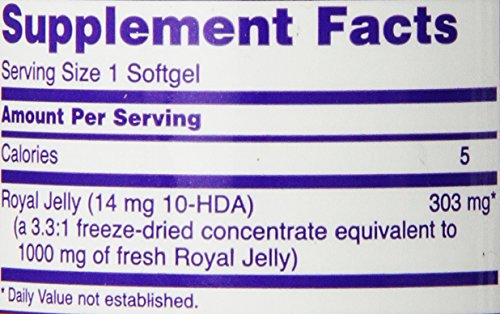 Supplement Facts
Serving Size 1 Softgel
Amount Per Serving
Calories 5
Royal Jelly (14 mg 10-HDA) 303 mg*
(a 3.3:1 freeze-dried concentrate equivalent to
1000 mg of fresh Royal Jelly)
* Daily Value not established.